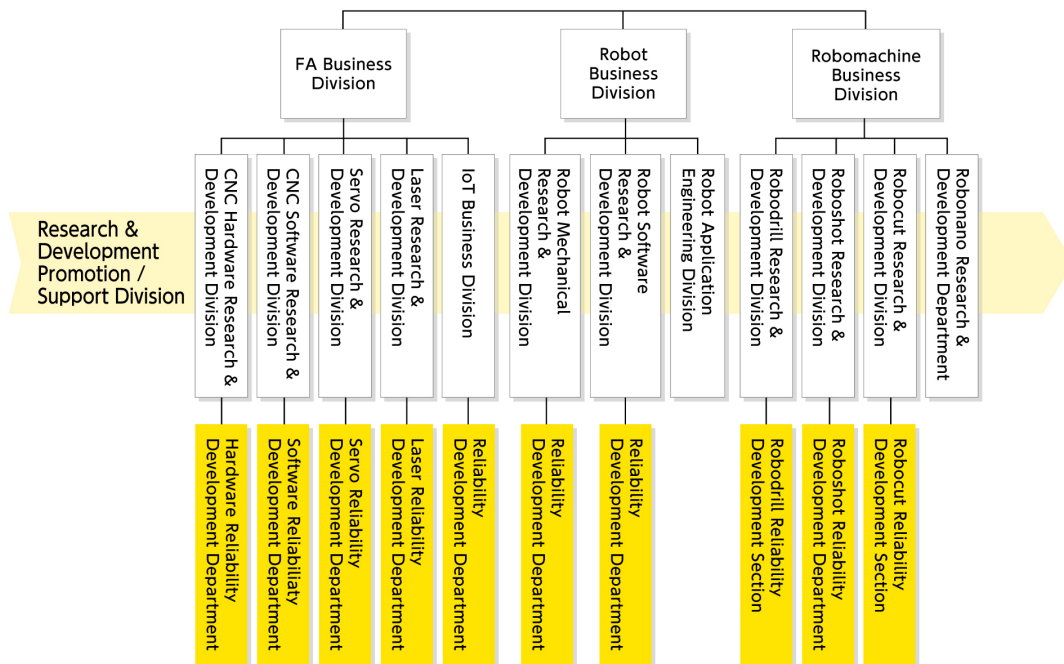 FA Business
Division
Robot
Business
Division
Robomachine
Business
Division
Research &
Development
Promotion /
Support Division
CNC Hardware Research &
Development Division
CNC Software Research &
Development Division
Servo Research &
Development Division
Laser Research &
Development Division
IoT Business Division
Robot Mechanical
Research &
Development Division
Robot Software
Research &
Development Division
Robot Application
Engineering Division
Robodrill Research &
Development Division
Roboshot Research &
Development Division
Robocut Research &
Development Division
Robonano Research &
Development Department
Hardware Reliability
Development Department
Software Reliabiliaty
Development Department
Servo Reliability
Development Department
Laser Reliability
Development Department
Reliability
Development Department
Reliability
Development Department
Reliability
Development Department
Robodrill Reliability
Development Section
Roboshot Reliability
Development Department
Robocut Reliability
Development Section